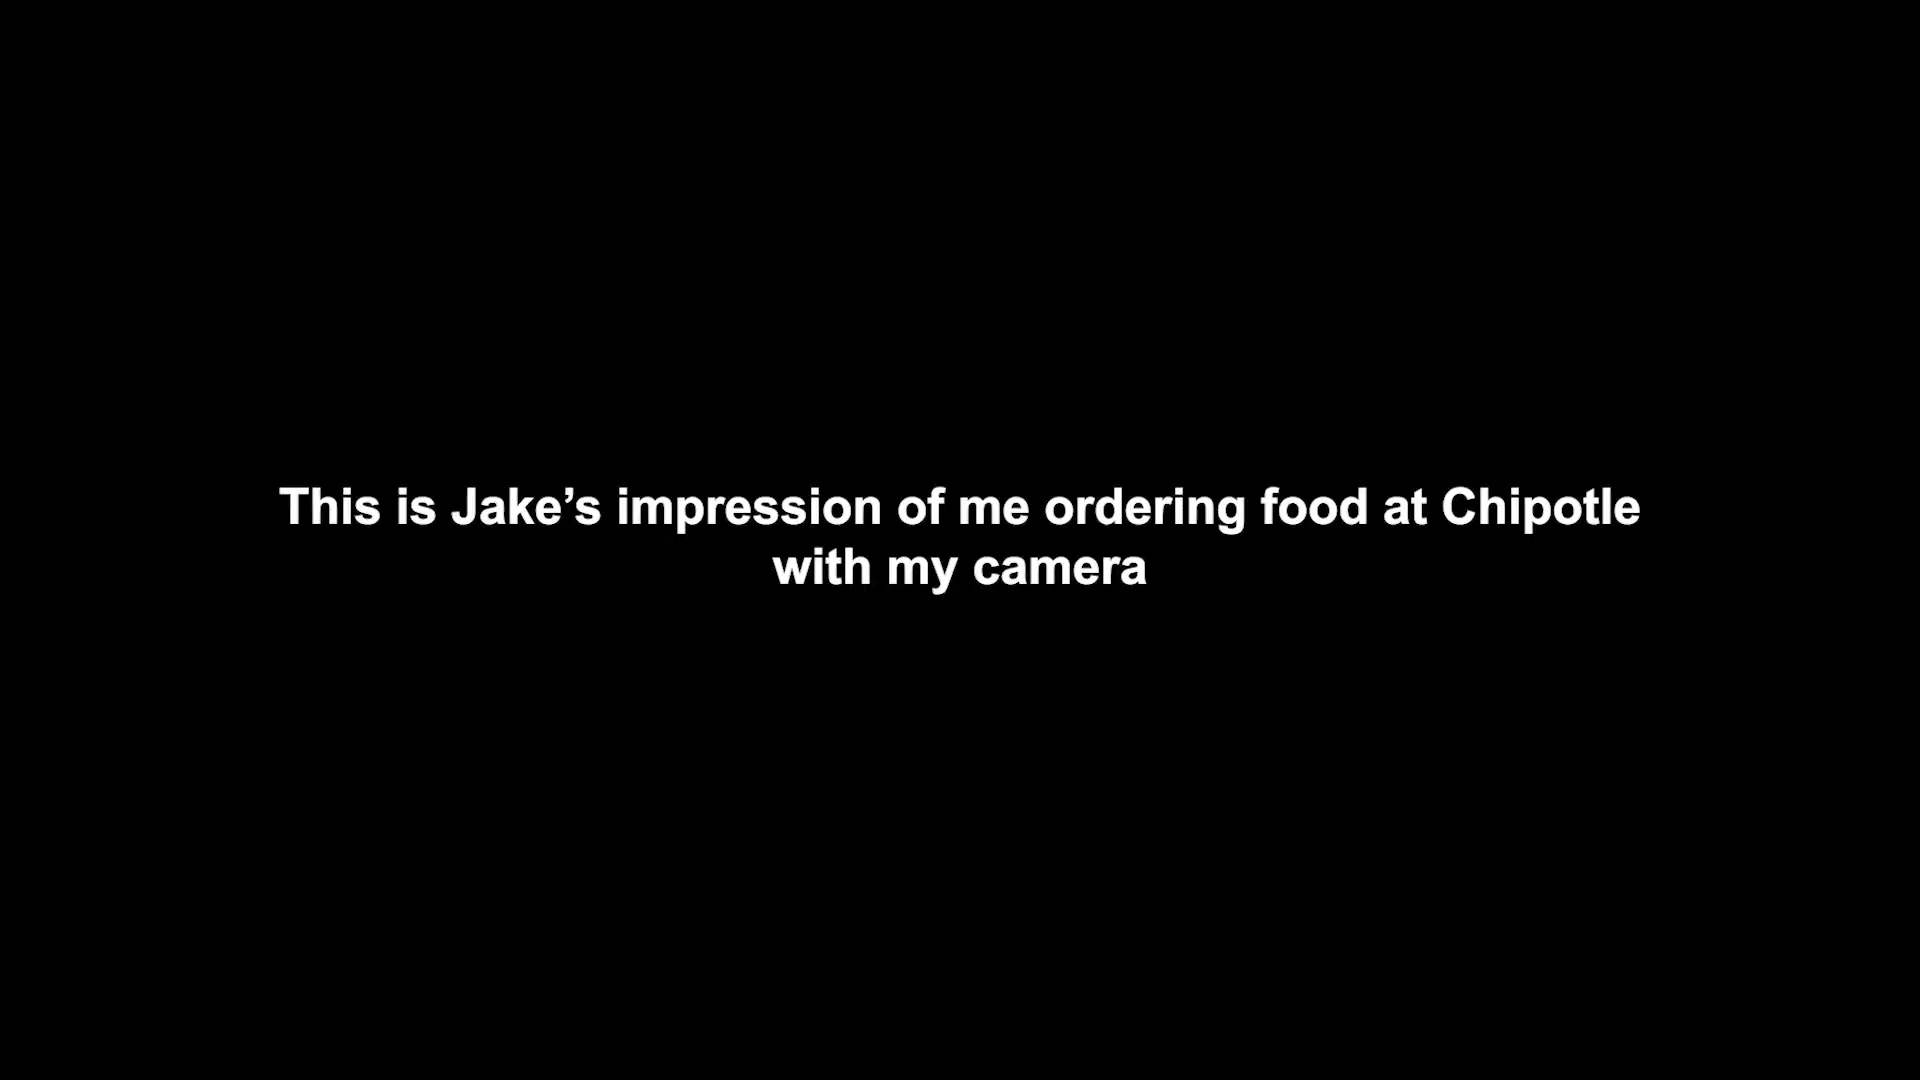 This is Jake’s impression of me ordering food at Chipotle
with my camera